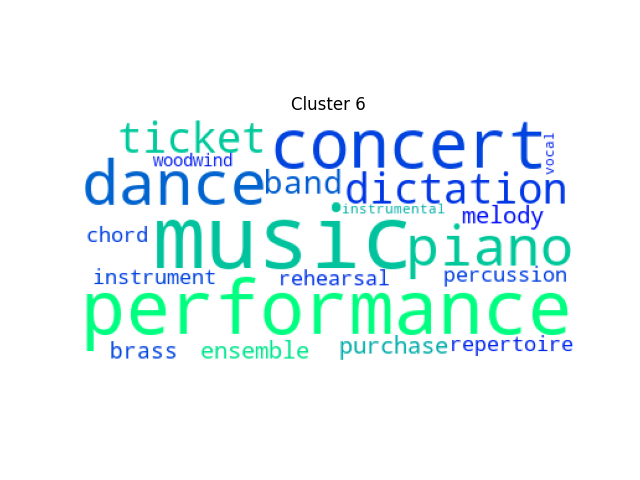 Cluster 6
ticket concert vocal
woodwind
dance band dictation
instrumental melody
chord music piano
instrument rehearsal percussion
performance
brass ensemble purchase repertoire